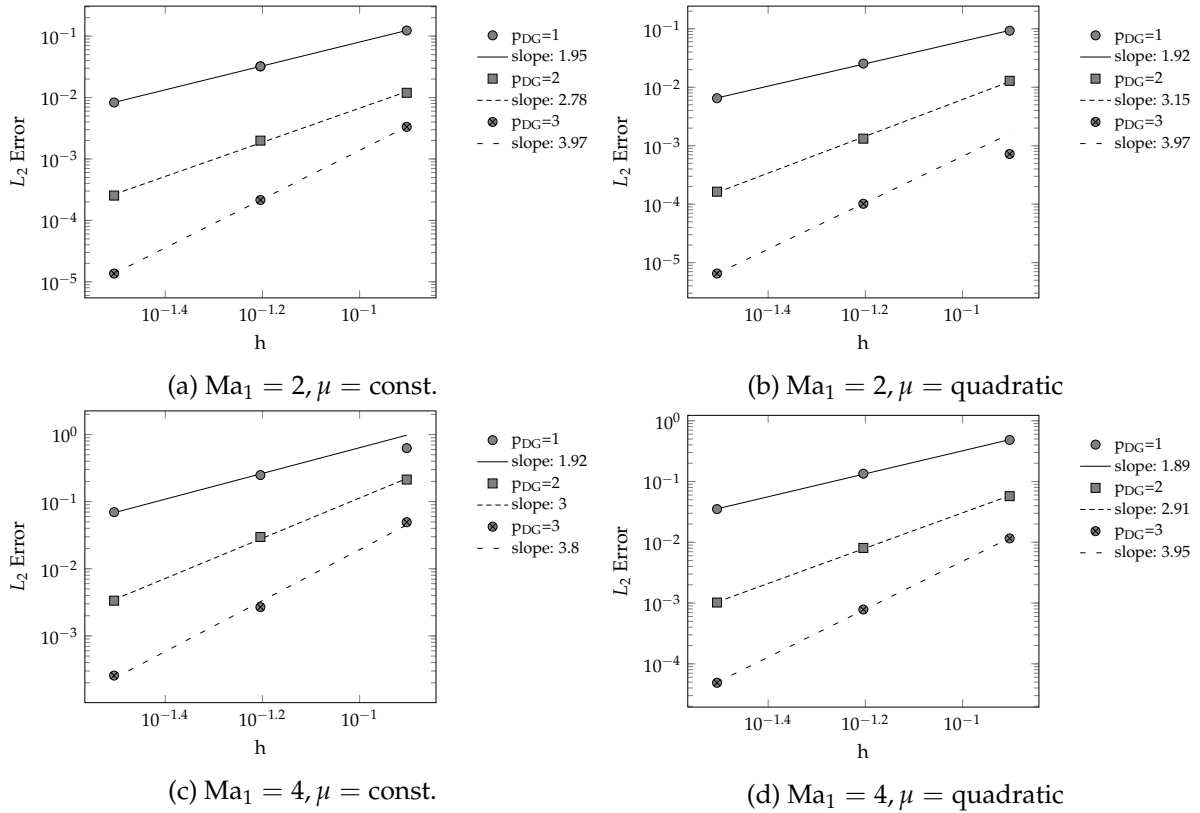 10^−1
10^−2
10^−3
10^−4
10^−5
L2 Error
10^−1.4
10^−1.2
10^−1
h
pDG=1
slope: 1.95
pDG=2
slope: 2.78
pDG=3
slope: 3.97
(a) Ma1 = 2, μ = const.
10^−1
10^−2
10^−3
10^−4
10^−5
L2 Error
10^−1.4
10^−1.2
10^−1
h
pDG=1
slope: 1.92
pDG=2
slope: 3.15
pDG=3
slope: 3.97
(b) Ma1 = 2, μ = quadratic
10^0
10^−1
10^−2
10^−3
L2 Error
10^−1.4
10^−1.2
10^−1
h
pDG=1
slope: 1.92
pDG=2
slope: 3
pDG=3
slope: 3.8
(c) Ma1 = 4, μ = const.
10^0
10^−1
10^−2
10^−3
10^−4
L2 Error
10^−1.4
10^−1.2
10^−1
h
pDG=1
slope: 1.89
pDG=2
slope: 2.91
pDG=3
slope: 3.95
(d) Ma1 = 4, μ = quadratic